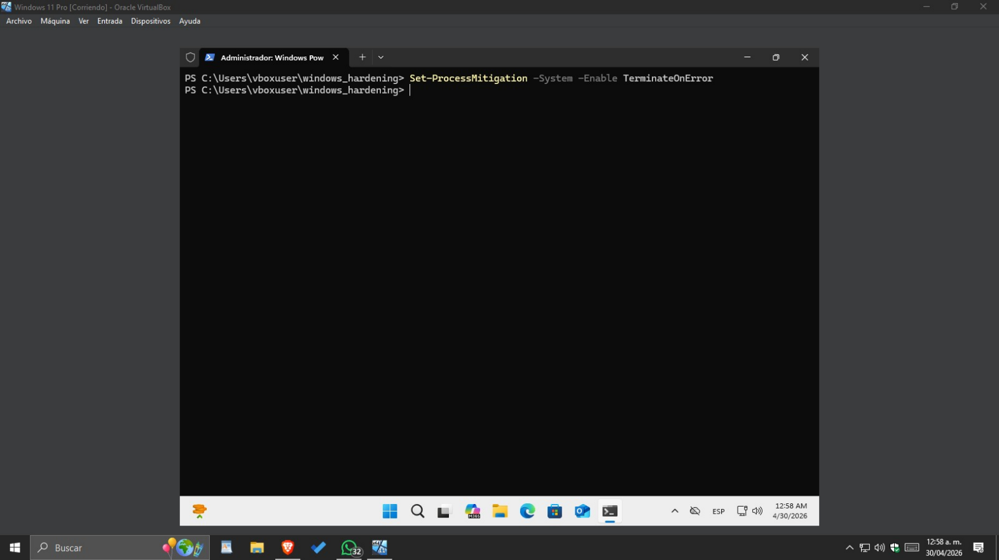 Windows 11 Pro [Corriendo] - Oracle VirtualBox
Archivo Máquina Ver Entrada Dispositivos Ayuda
Administrador: Windows Pow
PS C:\Users\vboxuser\windows_hardening> Set-ProcessMitigation -System -Enable TerminateOnError
PS C:\Users\vboxuser\windows_hardening>
M365
ESP
12:58 AM
4/30/2026
Buscar
32
12:58 a. m.
30/04/2026